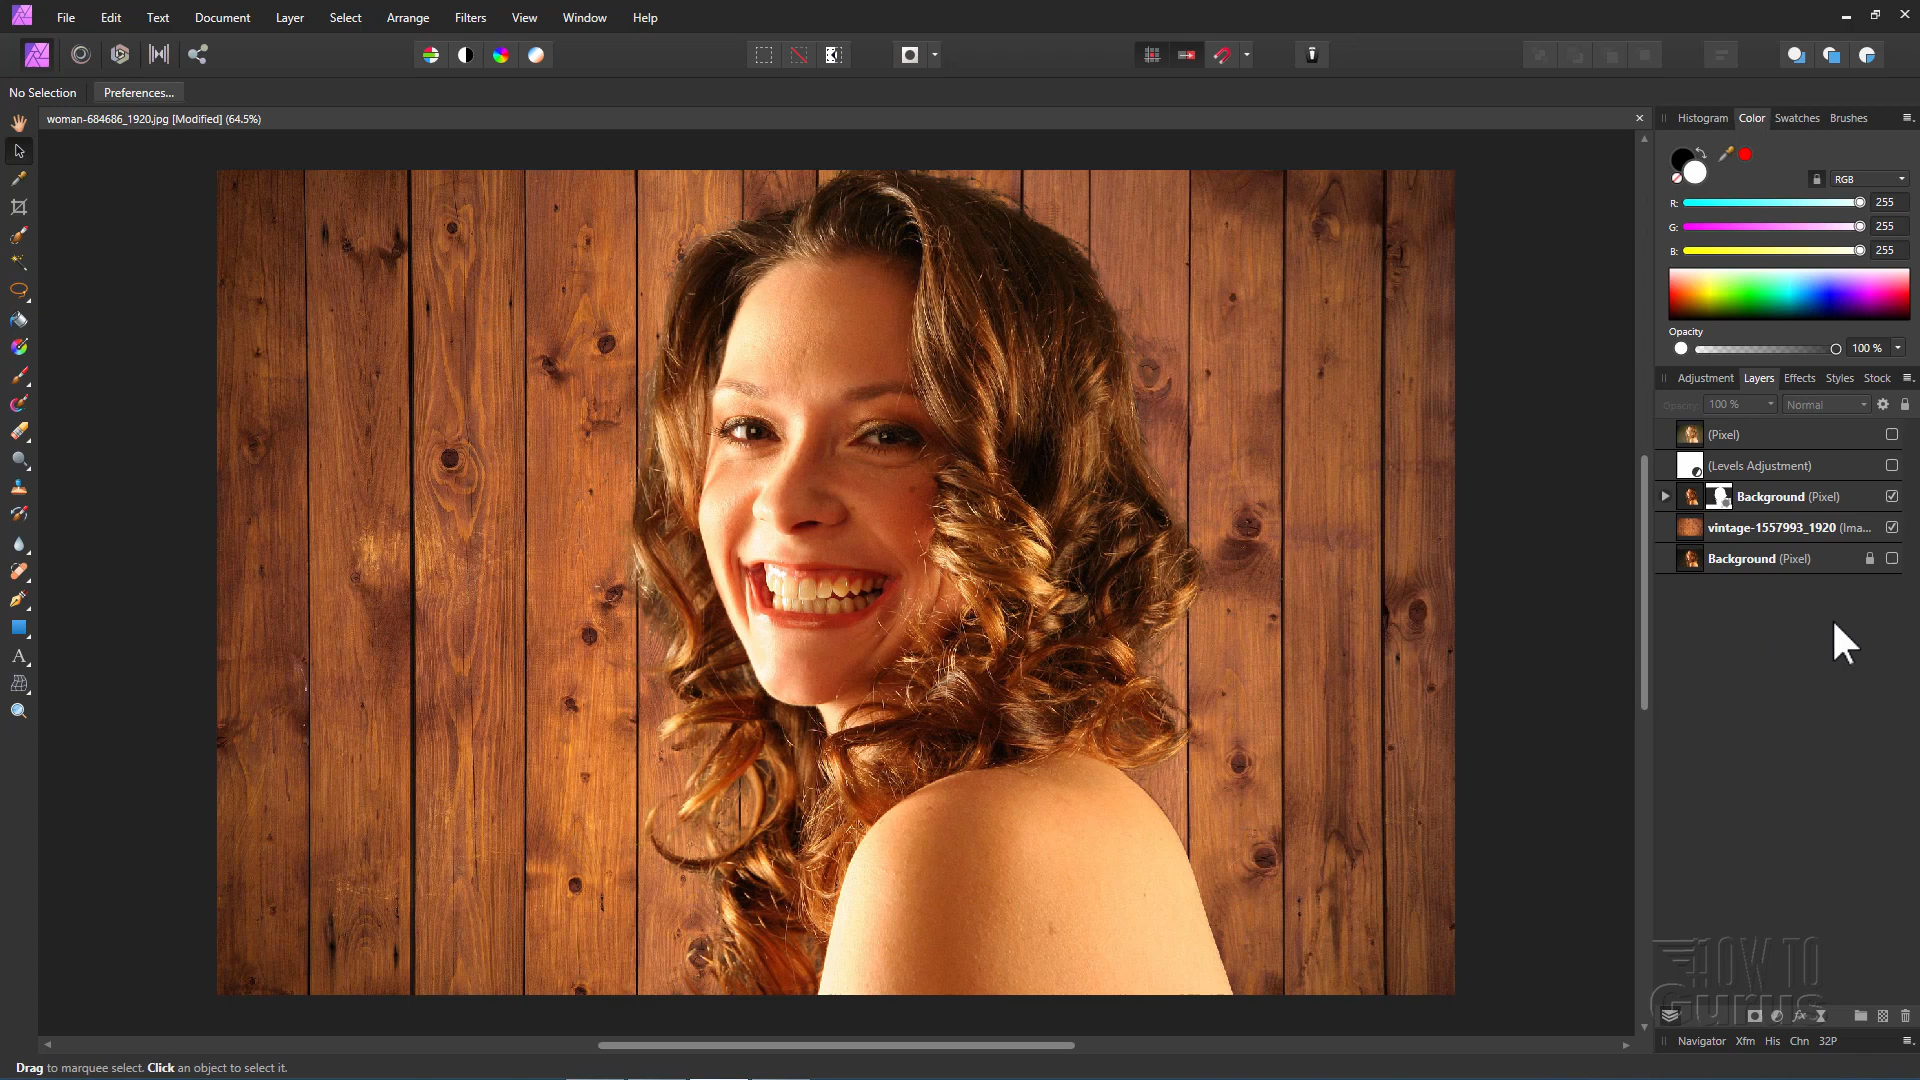 File Edit Text Document Layer Select Arrange Filters View Window Help
No Selection Preferences...
woman-684686_1920.jpg [Modified] (64.5%)
Histogram Color Swatches Brushes
RGB
R: 255
G: 255
B: 255
Opacity
100 %
Adjustment Layers Effects Styles Stock
Opacity: 100 % Normal
(Pixel)
(Levels Adjustment)
Background (Pixel)
vintage-1557993_1920 (Ima...
Background (Pixel)
HOW TO
Gurus
Navigator Xfm His Chn 32P
Drag to marquee select. Click an object to select it.